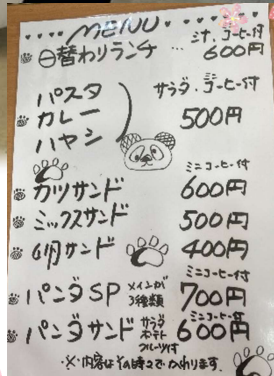 MENU
日替わりランチ … ミナ、コーヒー付
600円
パスタ
カレー
ハヤシ
サラダ、コーヒー付
500円
ミニコーヒー付
カツサンド 600円
ミックスサンド 500円
卵サンド 400円
ミニコーヒー付
パンダSP メインが3種類 700円
ミニコーヒー付
パンダサンド サラダ ポテト フルーツ付 600円
※内容はその時々でかわります。